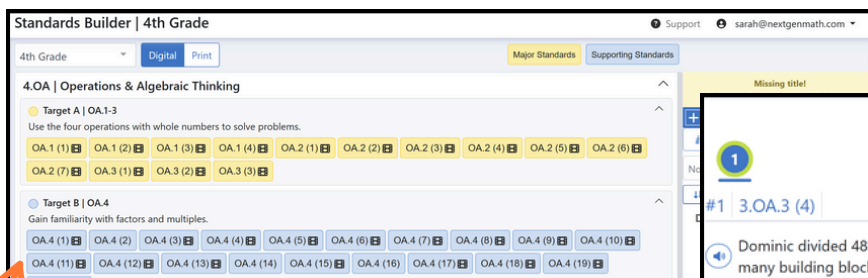 Standards Builder | 4th Grade
Support sarah@nextgenmath.com
4th Grade Digital Print Major Standards Supporting Standards
4.OA | Operations & Algebraic Thinking
Missing title!
Target A | OA.1-3
Use the four operations with whole numbers to solve problems.
OA.1 (1) OA.1 (2) OA.1 (3) OA.1 (4) OA.2 (1) OA.2 (2) OA.2 (3) OA.2 (4) OA.2 (5) OA.2 (6)
OA.2 (7) OA.3 (1) OA.3 (2) OA.3 (3)
Target B | OA.4
Gain familiarity with factors and multiples.
OA.4 (1) OA.4 (2) OA.4 (3) OA.4 (4) OA.4 (5) OA.4 (6) OA.4 (7) OA.4 (8) OA.4 (9) OA.4 (10)
OA.4 (11) OA.4 (12) OA.4 (13) OA.4 (14) OA.4 (15) OA.4 (16) OA.4 (17) OA.4 (18) OA.4 (19)
1
#1 3.OA.3 (4)
Dominic divided 48
many building